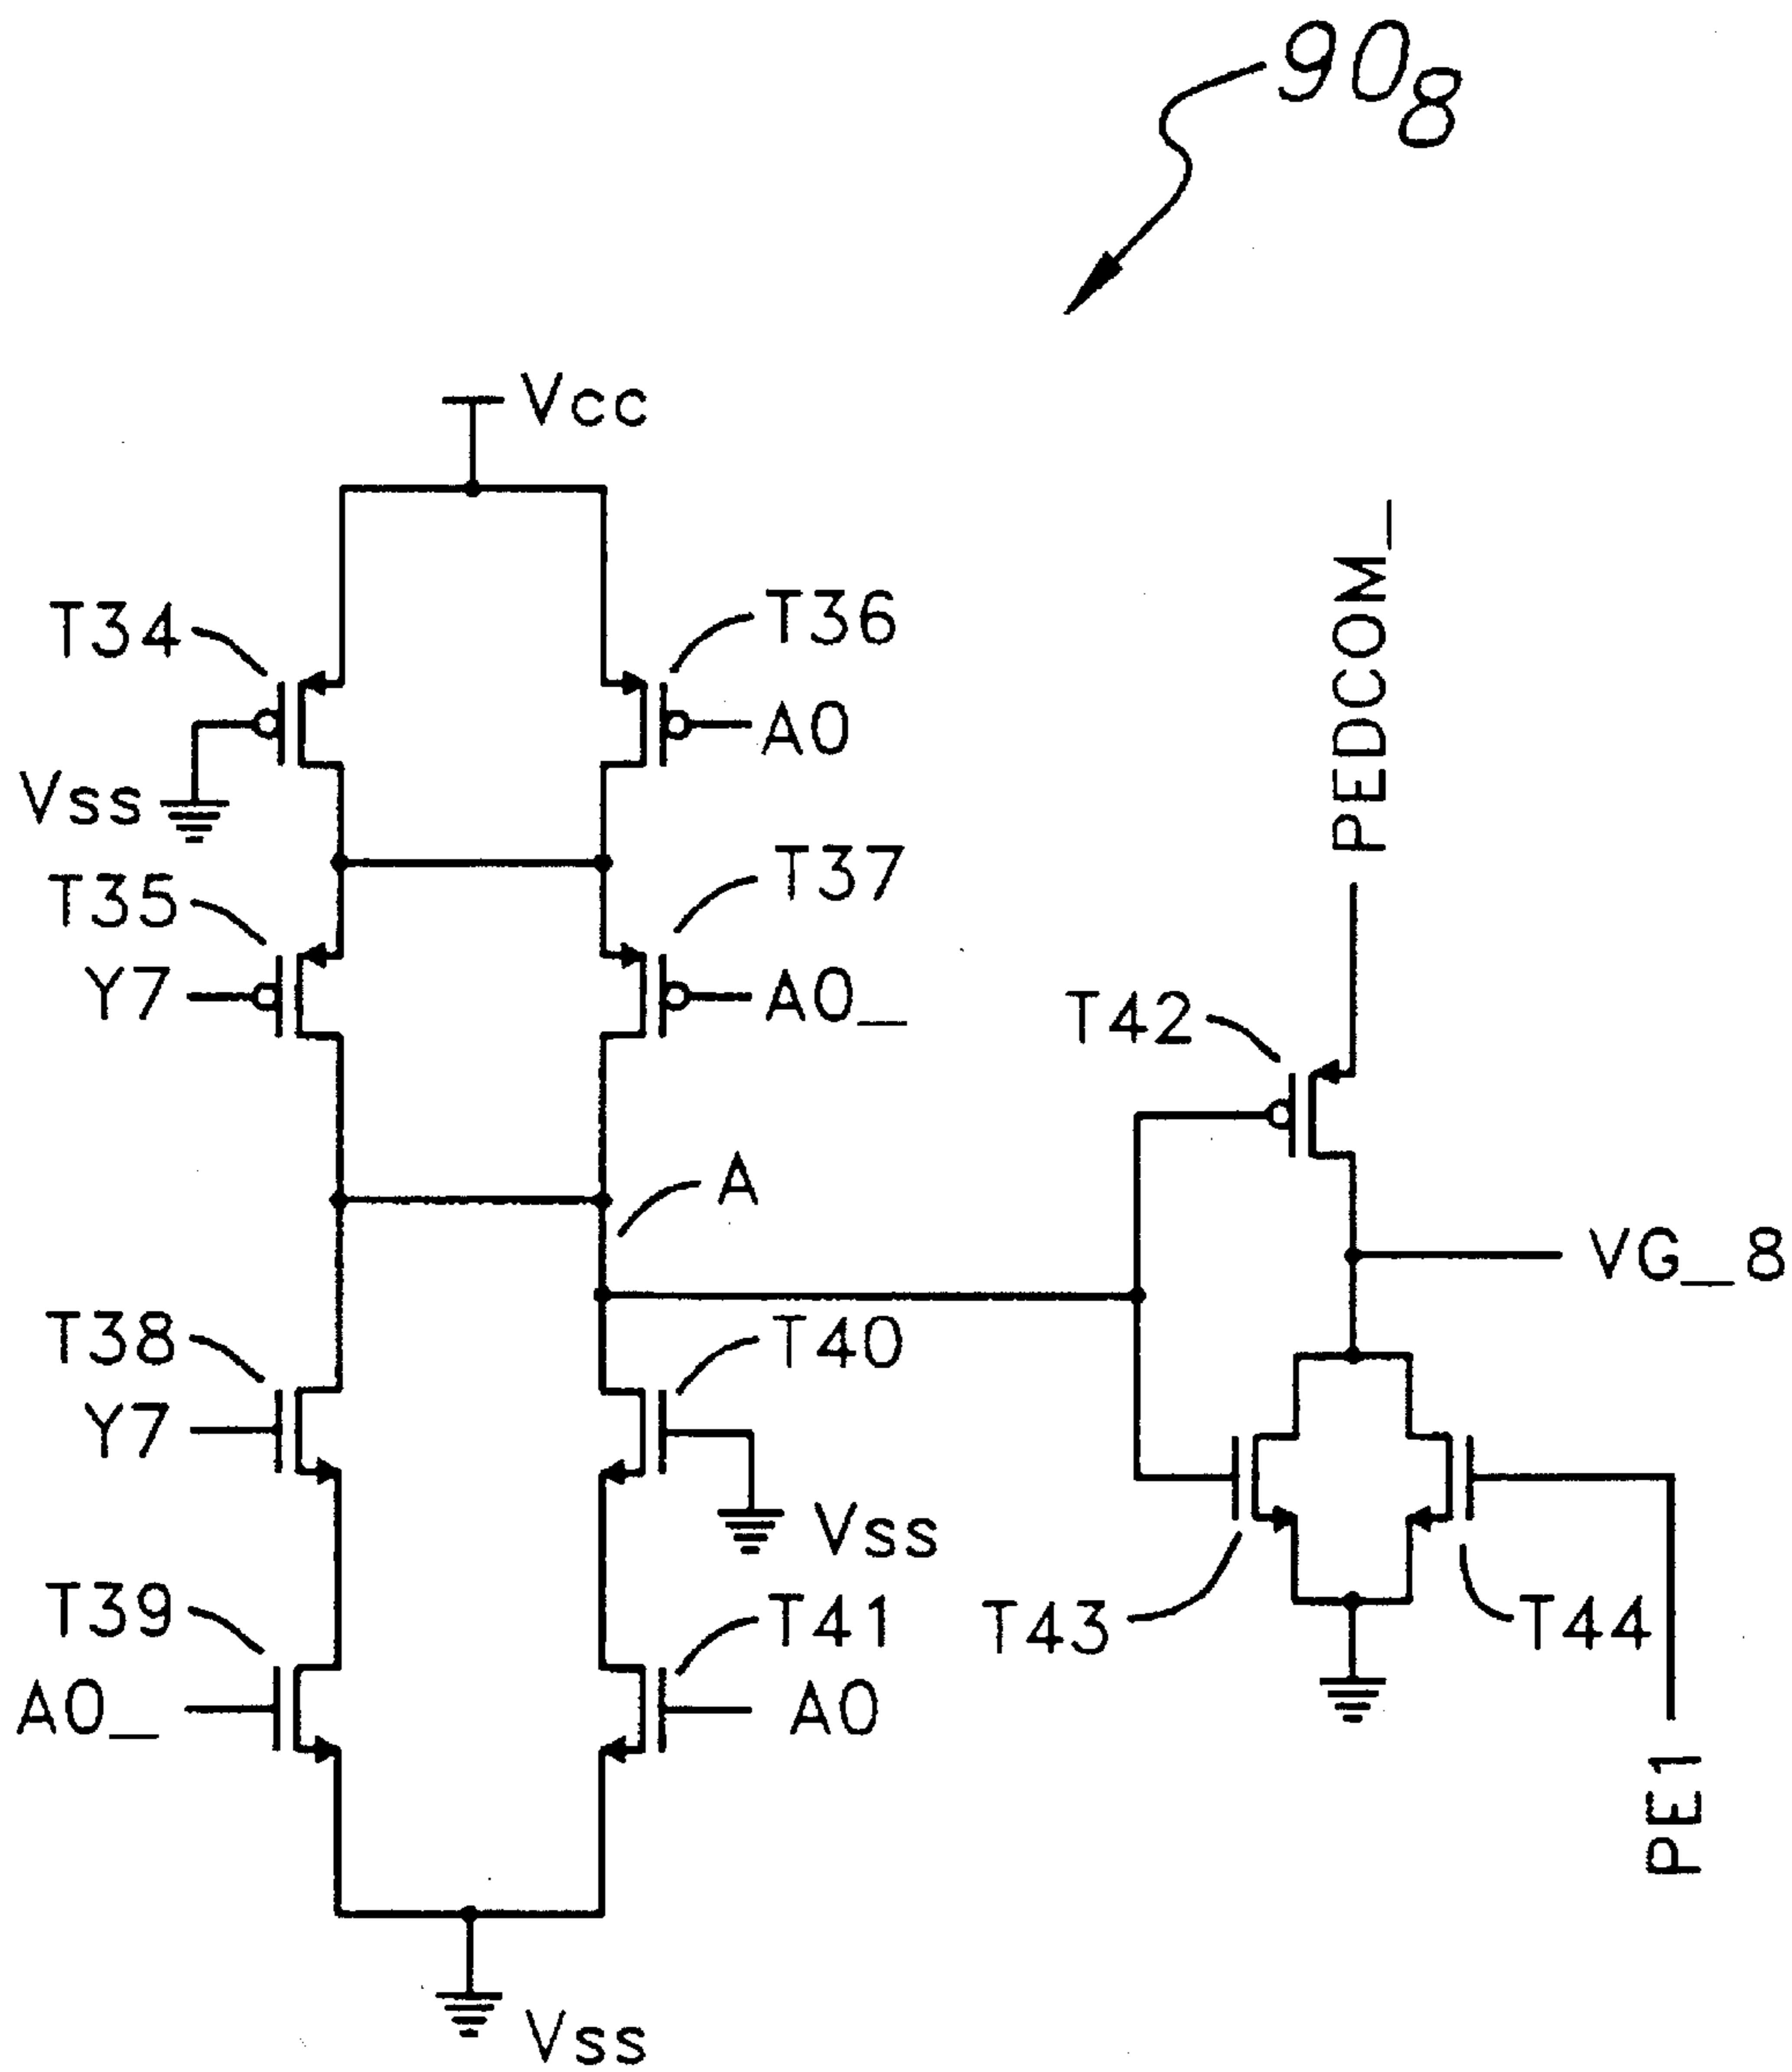 90₈
Vcc
T34
T36
A0
Vss
PEDCOM_
T35
T37
Y7
A0_
T42
A
VG_8
T38
T40
Y7
Vss
T39
T41
T43
T44
A0_
A0
PE1
Vss